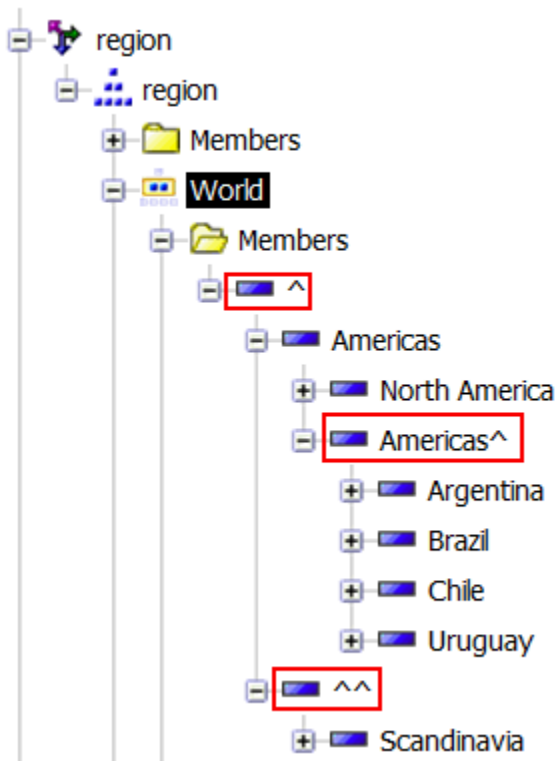 region
region
Members
World
Members
^
Americas
North America
Americas^
Argentina
Brazil
Chile
Uruguay
^^
Scandinavia